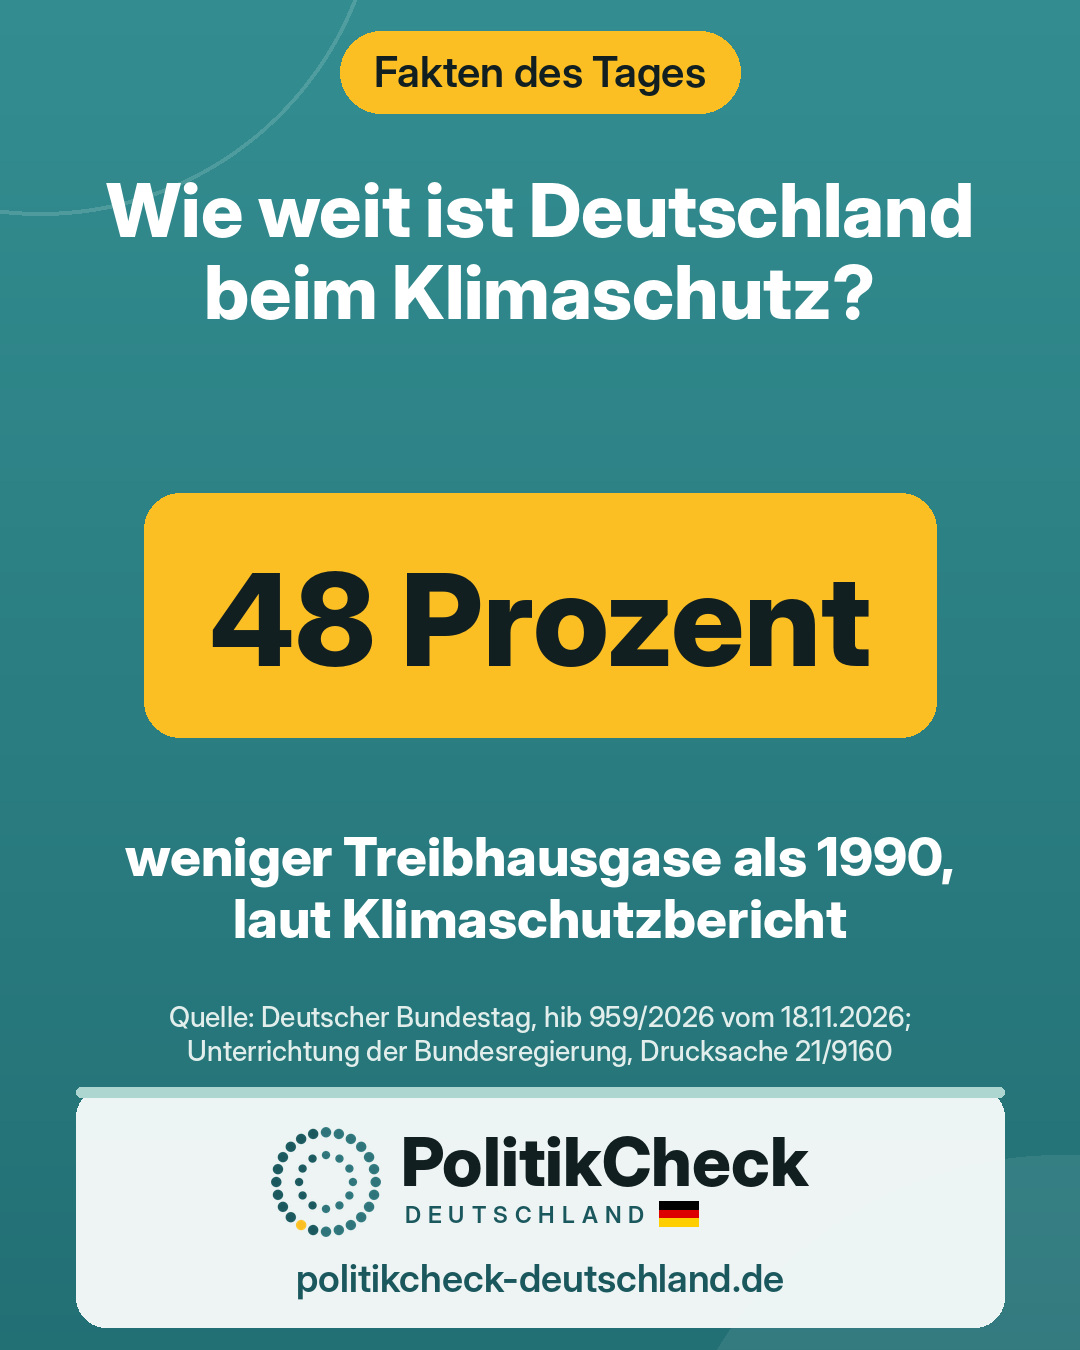 Fakten des Tages
Wie weit ist Deutschland
beim Klimaschutz?
48 Prozent
weniger Treibhausgase als 1990,
laut Klimaschutzbericht
Quelle: Deutscher Bundestag, hib 959/2026 vom 18.11.2026;
Unterrichtung der Bundesregierung, Drucksache 21/9160
PolitikCheck
DEUTSCHLAND
politikcheck-deutschland.de